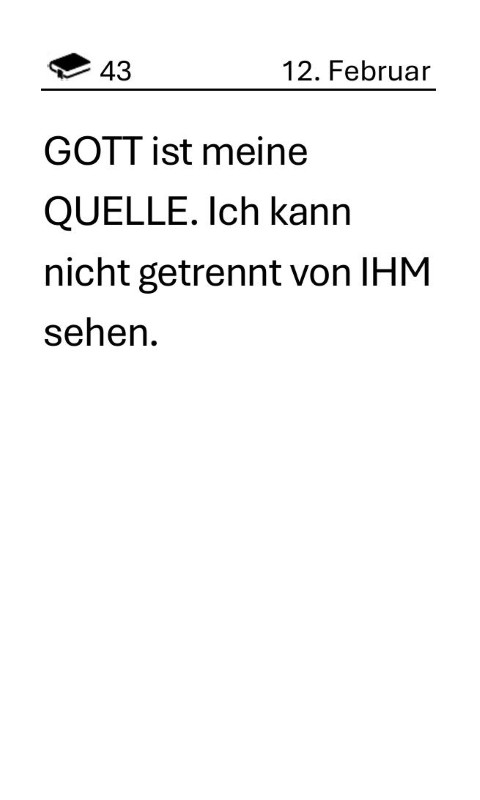 43 12. Februar
GOTT ist meine
QUELLE. Ich kann
nicht getrennt von IHM
sehen.